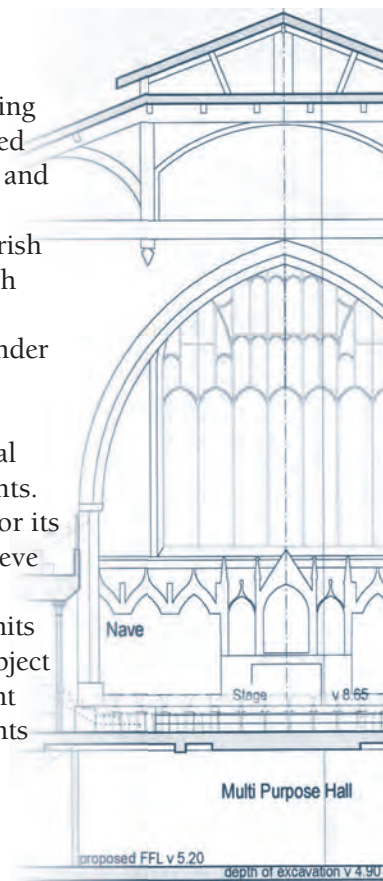 ing
ed
and
rish
h
nder
al
nts.
or its
eve
nits
bject
nt
nts
Nave
Stage
v 8.65
Multi Purpose Hall
proposed FFL v 5.20
depth of excavation v 4.90